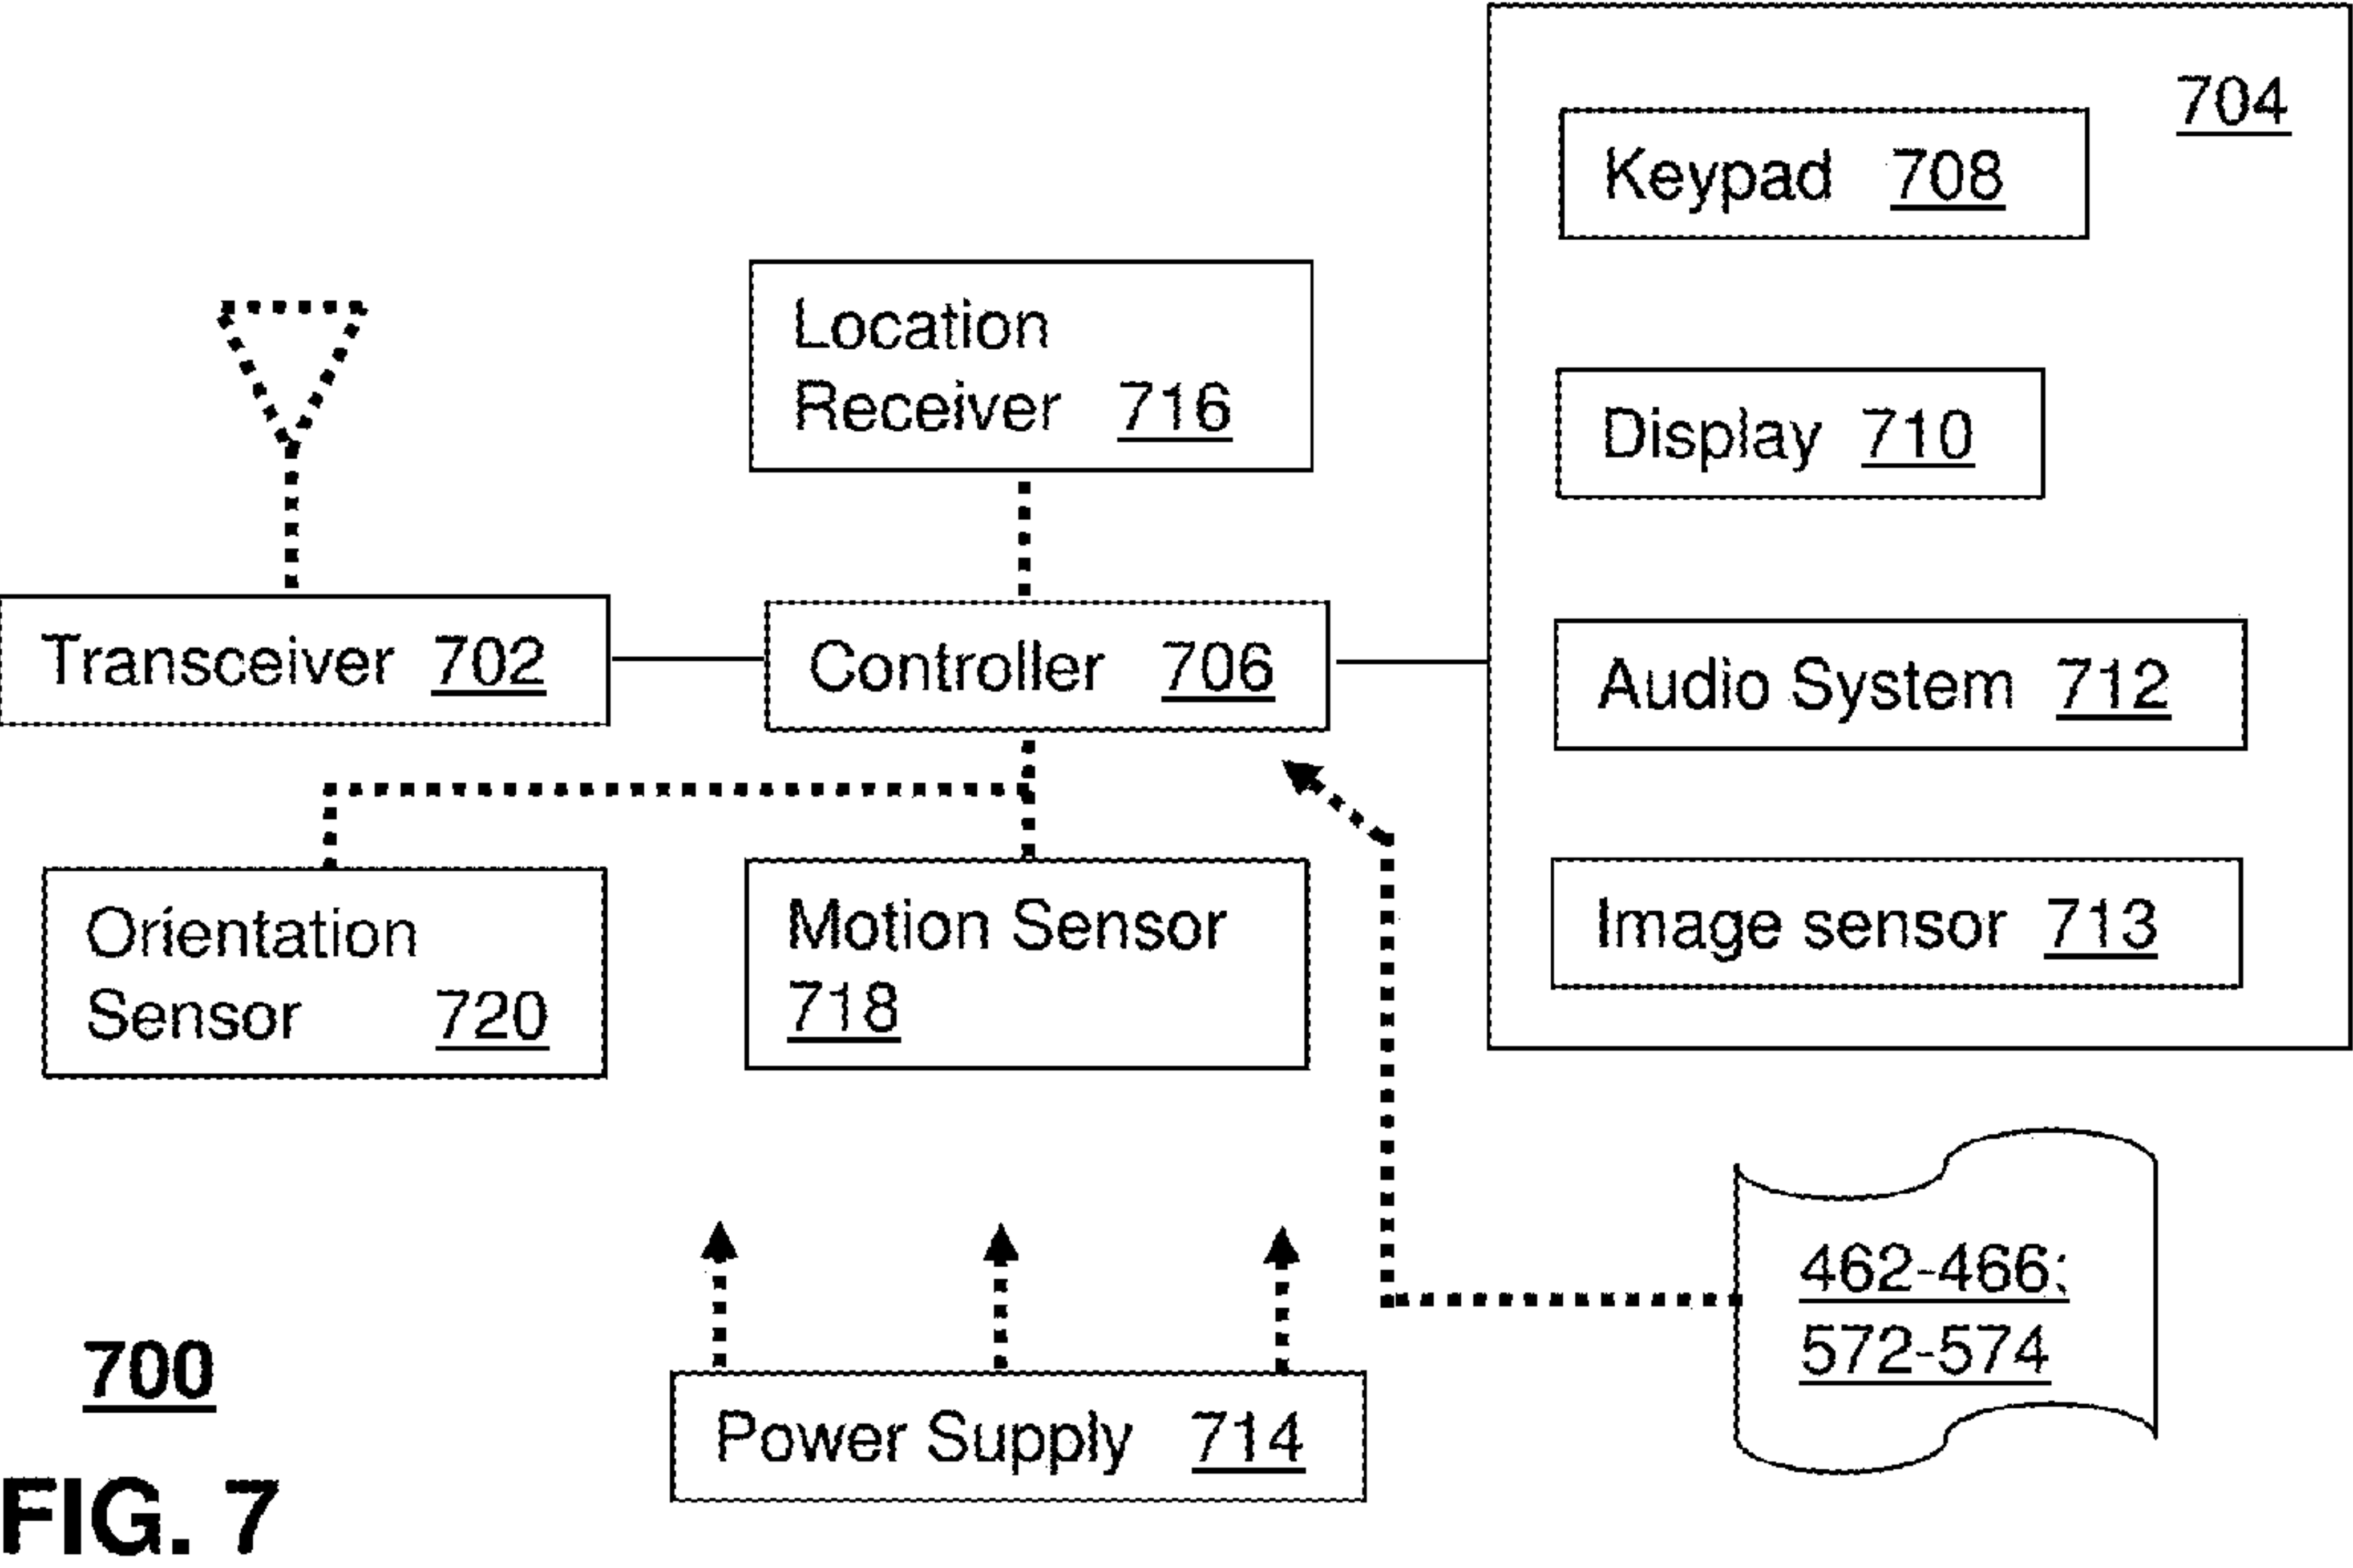 704
Keypad 708
Location
Receiver 716
Display 710
Transceiver 702
Controller 706
Audio System 712
Orientation
Sensor 720
Motion Sensor
718
Image sensor 713
462-466;
572-574
700
Power Supply 714
FIG. 7